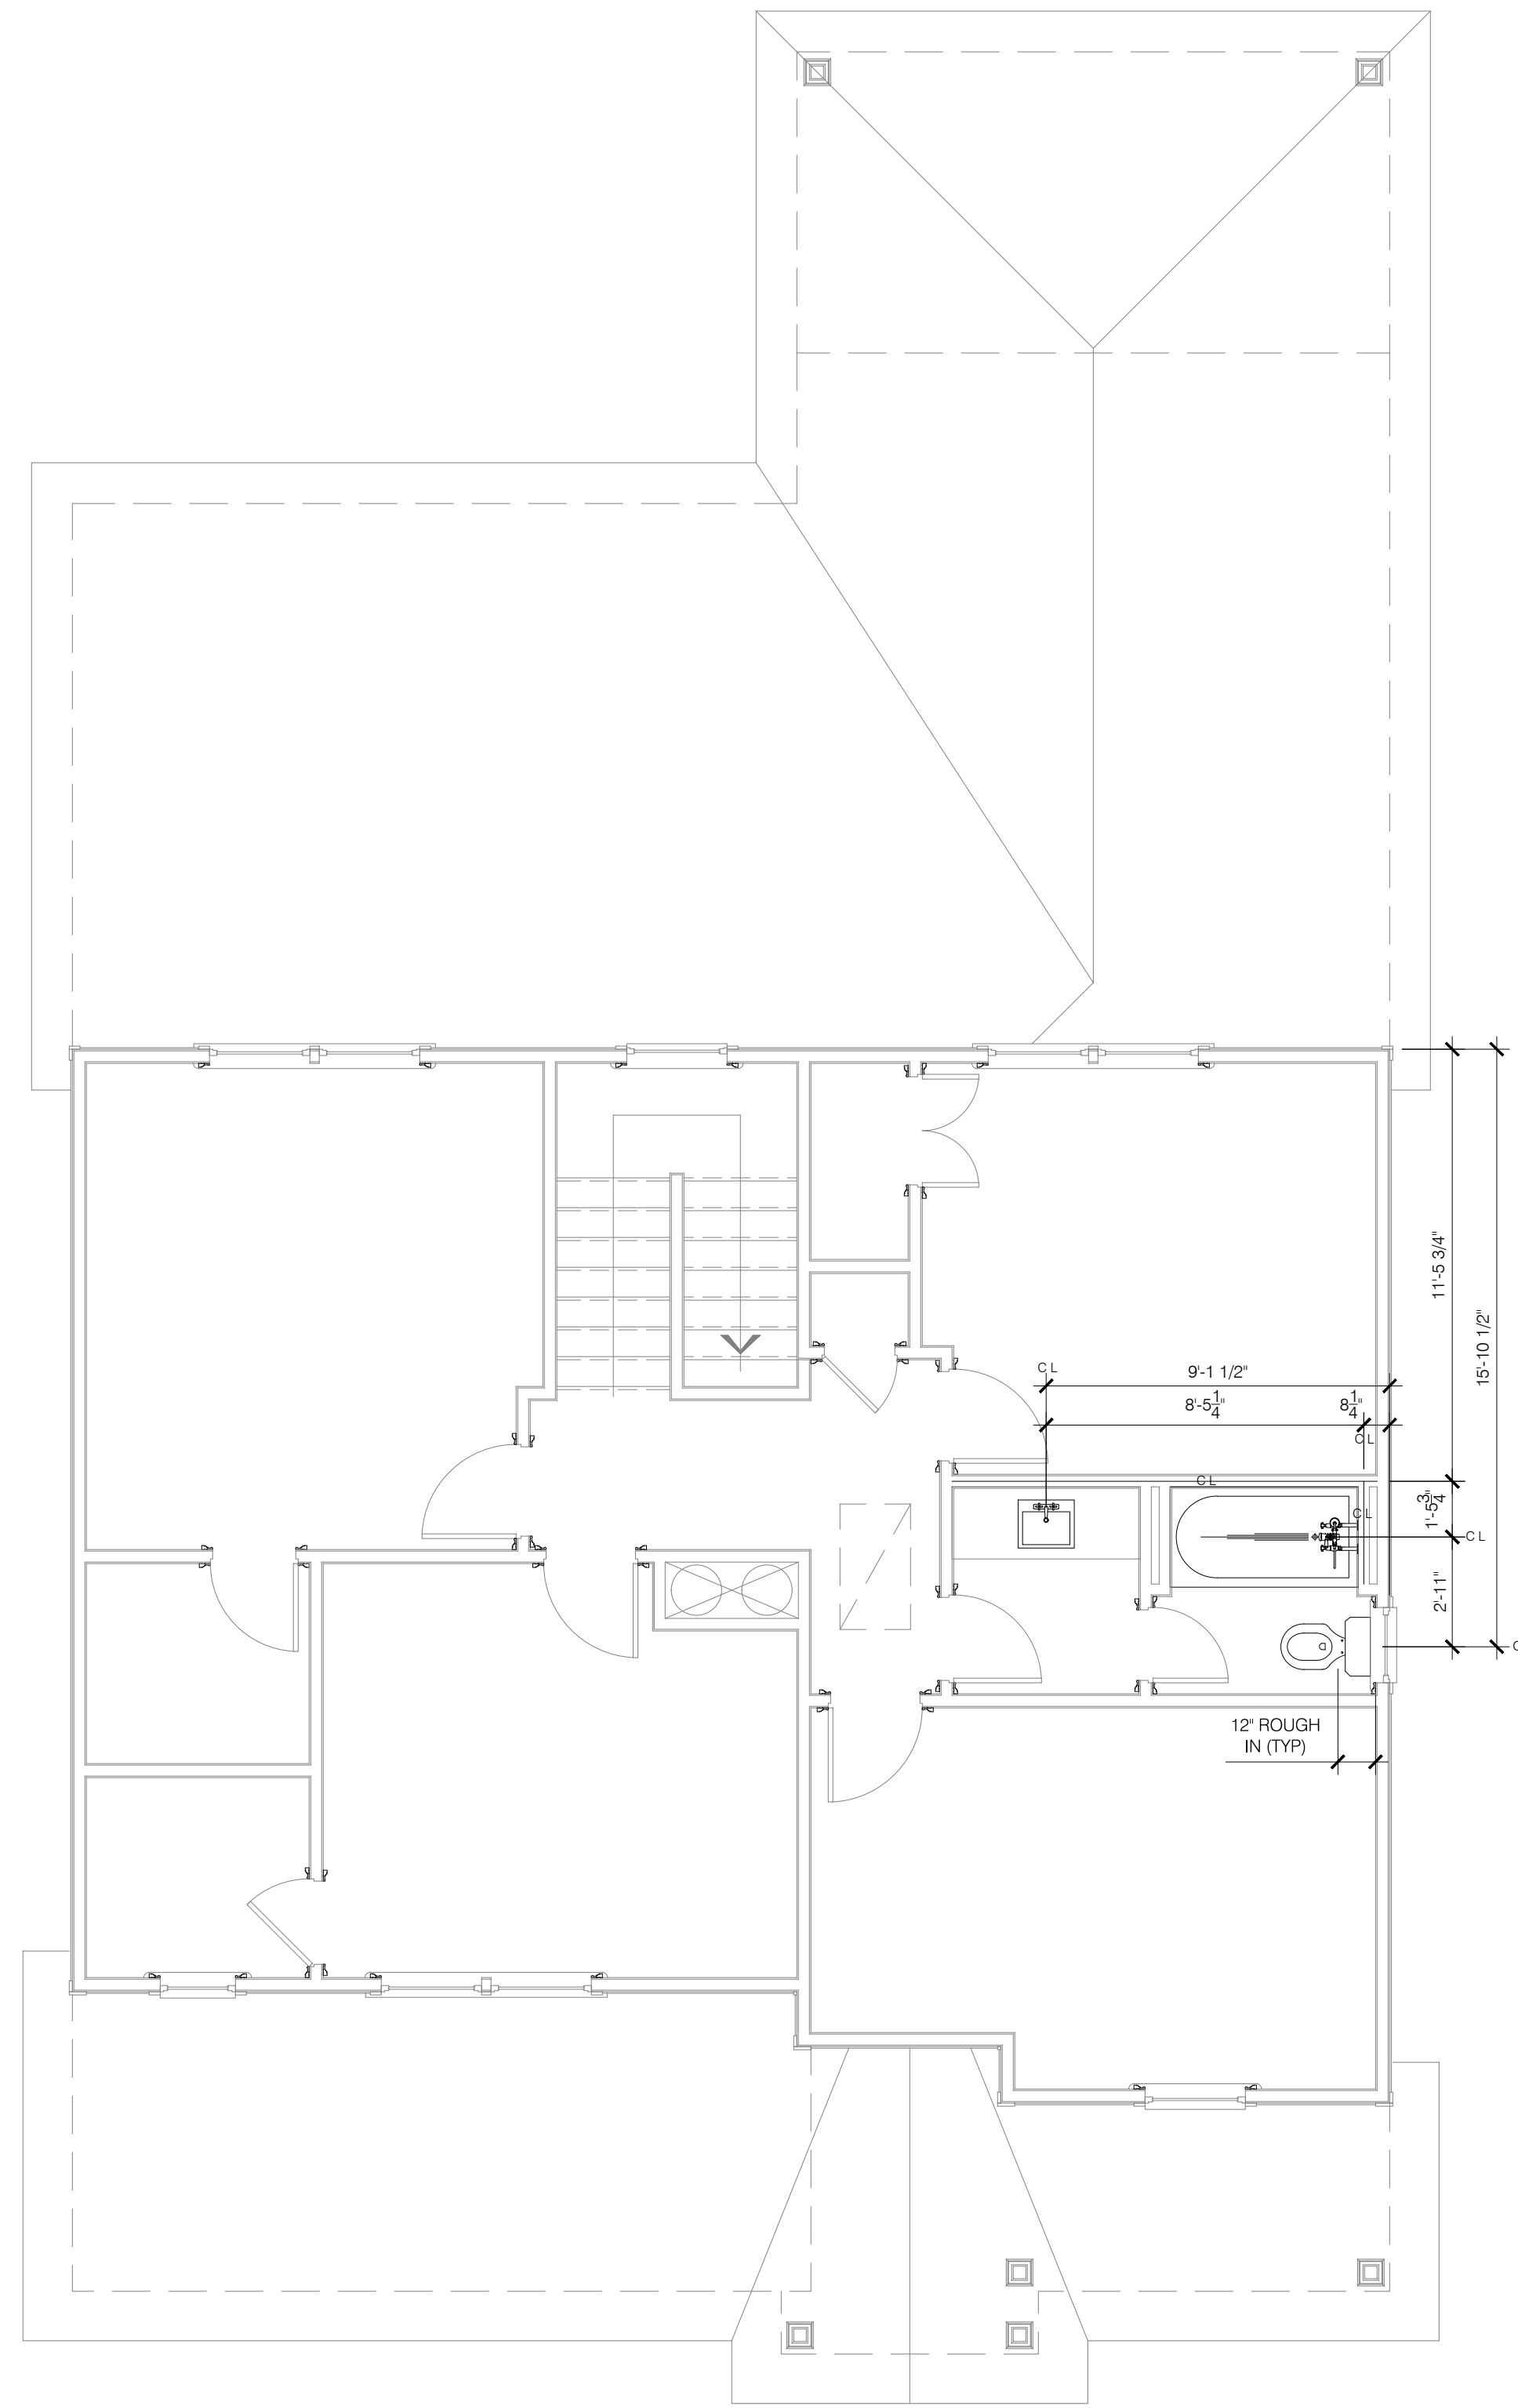 C L
9'-1 1/2"
8'-5 1/4"
8 1/4"
C L
C L
C L
11'-5 3/4"
15'-10 1/2"
1'-5 3/4
C L
2'-11"
C
12" ROUGH
IN (TYP)